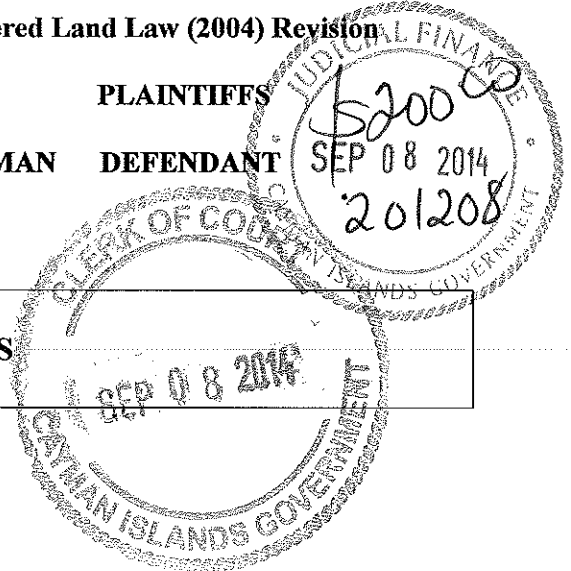 ered Land Law (2004) Revision
PLAINTIFFS
MAN DEFENDANT
JUDICIAL FINANCE
$200 00
SEP 08 2014
201208
CAYMAN ISLANDS GOVERNMENT
CLERK OF COURT
S
SEP 08 2014
CAYMAN ISLANDS GOVERNMENT